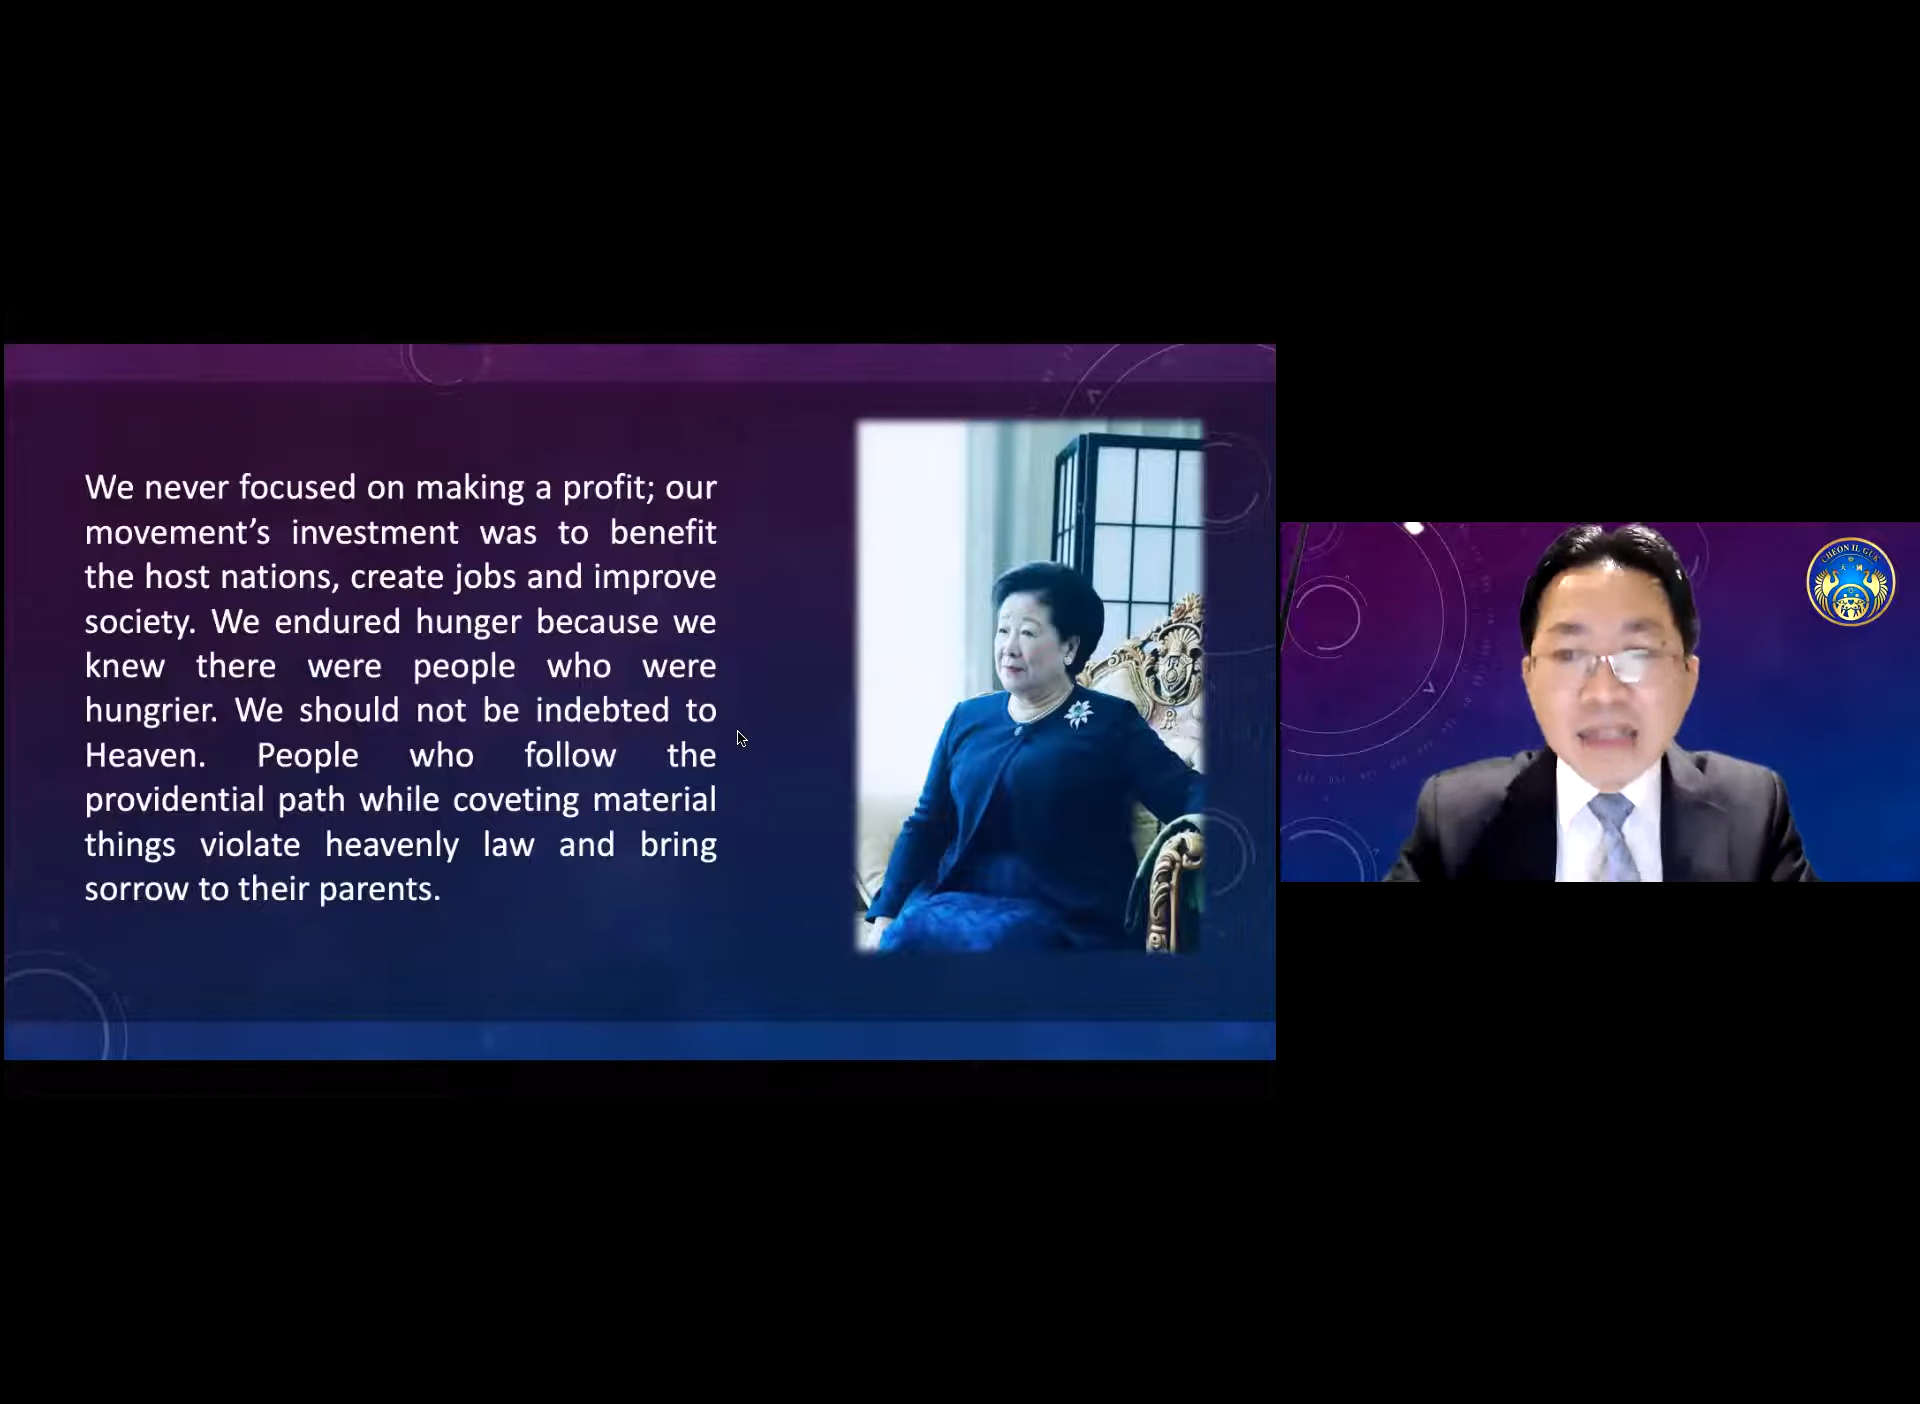 We never focused on making a profit; our
movement’s investment was to benefit
the host nations, create jobs and improve
society. We endured hunger because we
knew there were people who were
hungrier. We should not be indebted to
Heaven. People who follow the
providential path while coveting material
things violate heavenly law and bring
sorrow to their parents.
CHEON IL GUK